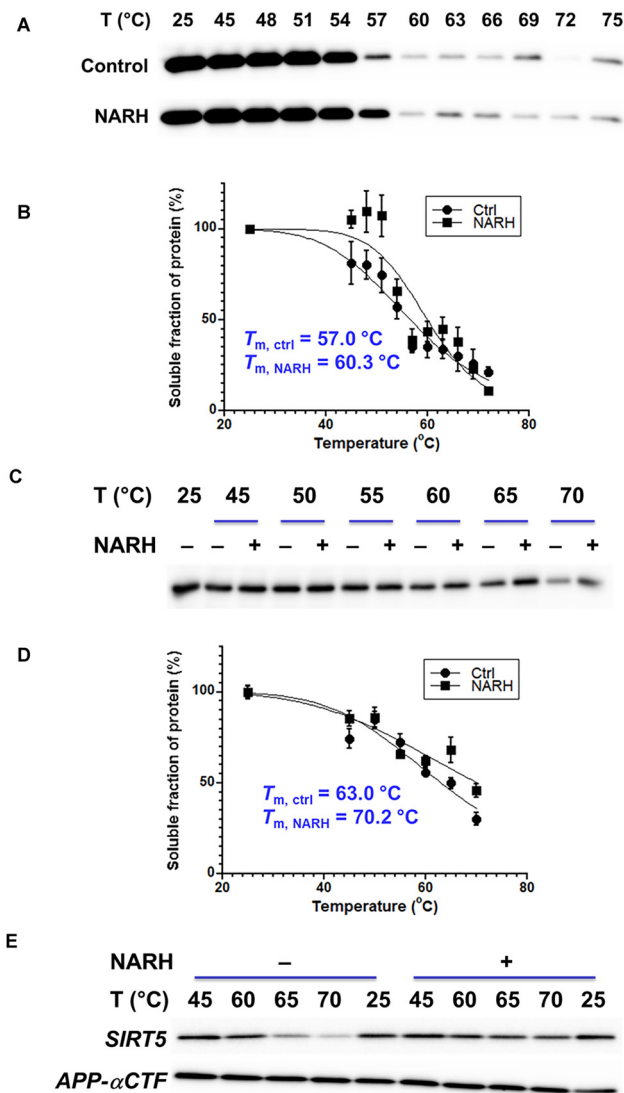 A
T (°C) 25 45 48 51 54 57 60 63 66 69 72 75
Control
NARH
B
Soluble fraction of protein (%)
100
50
0
20 40 60 80
Temperature (°C)
Ctrl
NARH
Tm, ctrl = 57.0 °C
Tm, NARH = 60.3 °C
C
T (°C) 25 45 50 55 60 65 70
NARH – – + – + – + – + – + – +
D
Soluble fraction of protein (%)
100
50
0
20 40 60 80
Temperature (°C)
Ctrl
NARH
Tm, ctrl = 63.0 °C
Tm, NARH = 70.2 °C
E
NARH – +
T (°C) 45 60 65 70 25 45 60 65 70 25
SIRT5
APP-αCTF